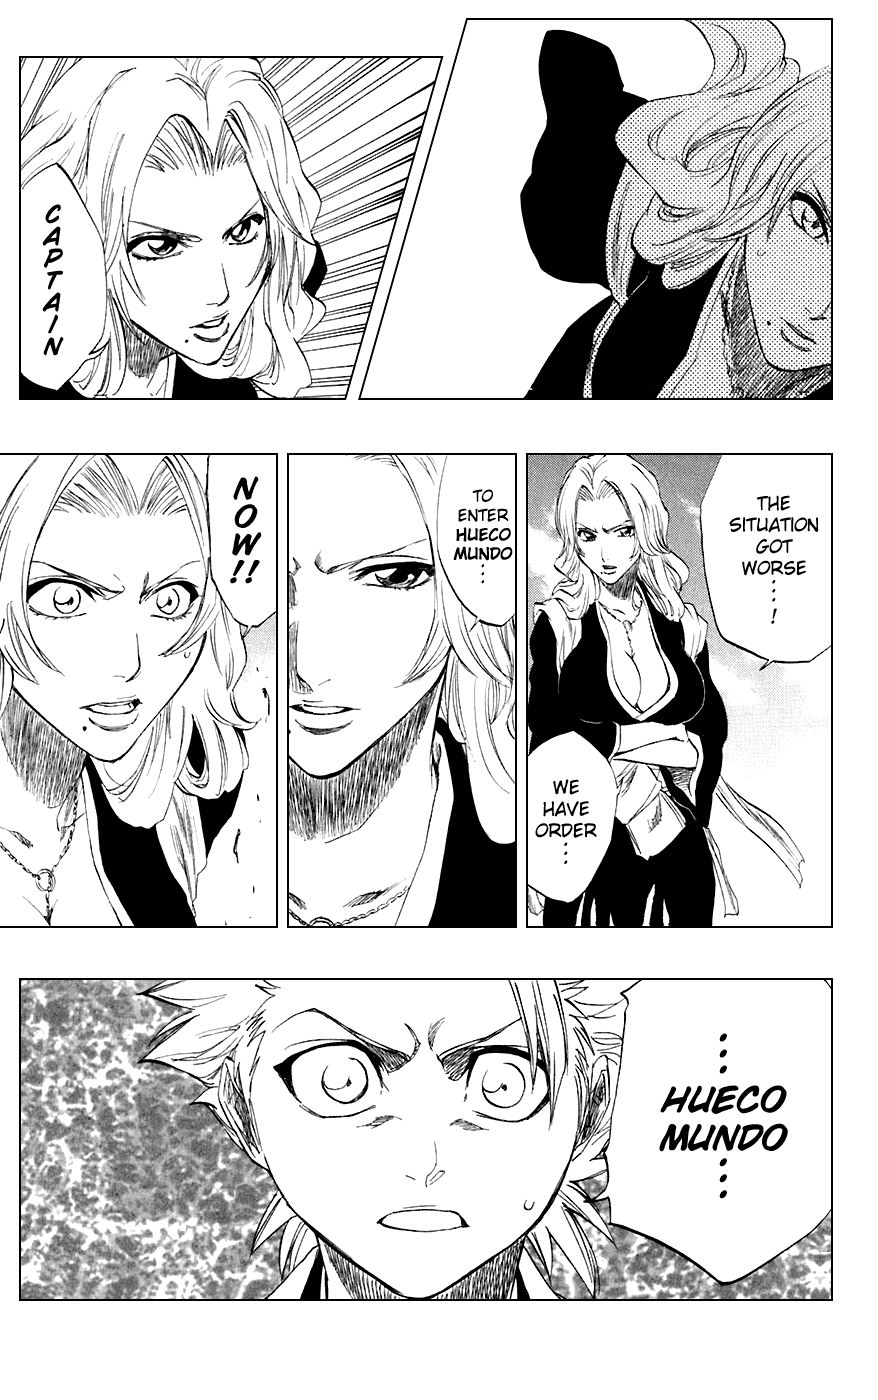 CAPTAIN
THE
SITUATION
GOT
WORSE
...!
WE
HAVE
ORDER
...
TO
ENTER
HUECO
MUNDO
...
NOW!!
...
HUECO
MUNDO
...